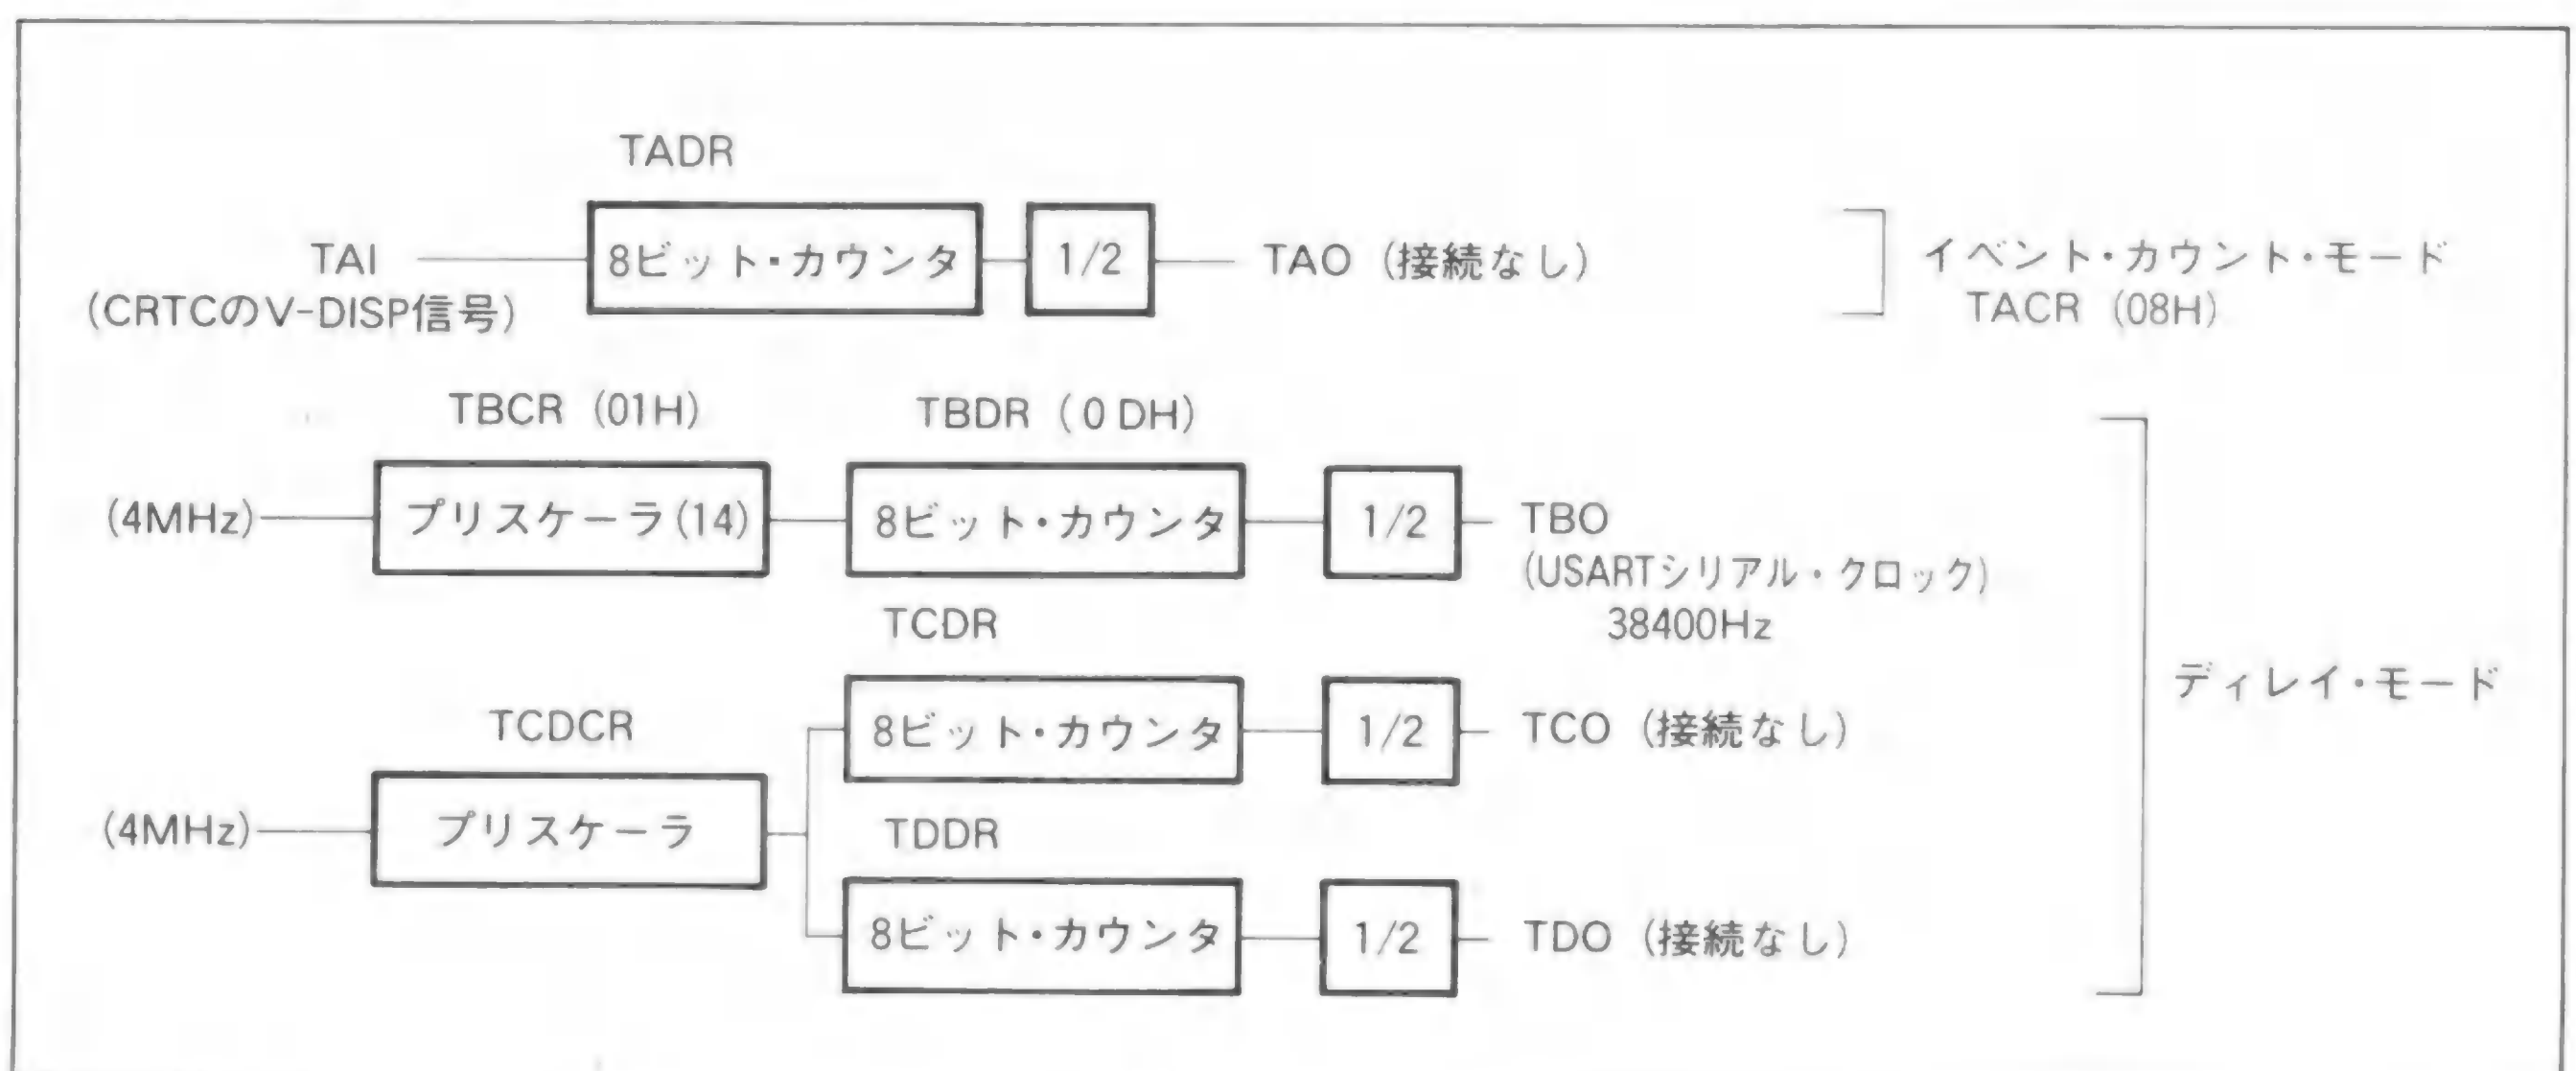 TADR
TAI
(CRTCのV-DISP信号)
8ビット・カウンタ
1/2
TAO (接続なし)
イベント・カウント・モード
TACR (08H)
TBCR (01H)
TBDR (0DH)
(4MHz)
プリスケーラ(14)
8ビット・カウンタ
1/2
TBO
(USARTシリアル・クロック)
38400Hz
TCDR
TCDCR
8ビット・カウンタ
1/2
TCO (接続なし)
ディレイ・モード
(4MHz)
プリスケーラ
TDDR
8ビット・カウンタ
1/2
TDO (接続なし)